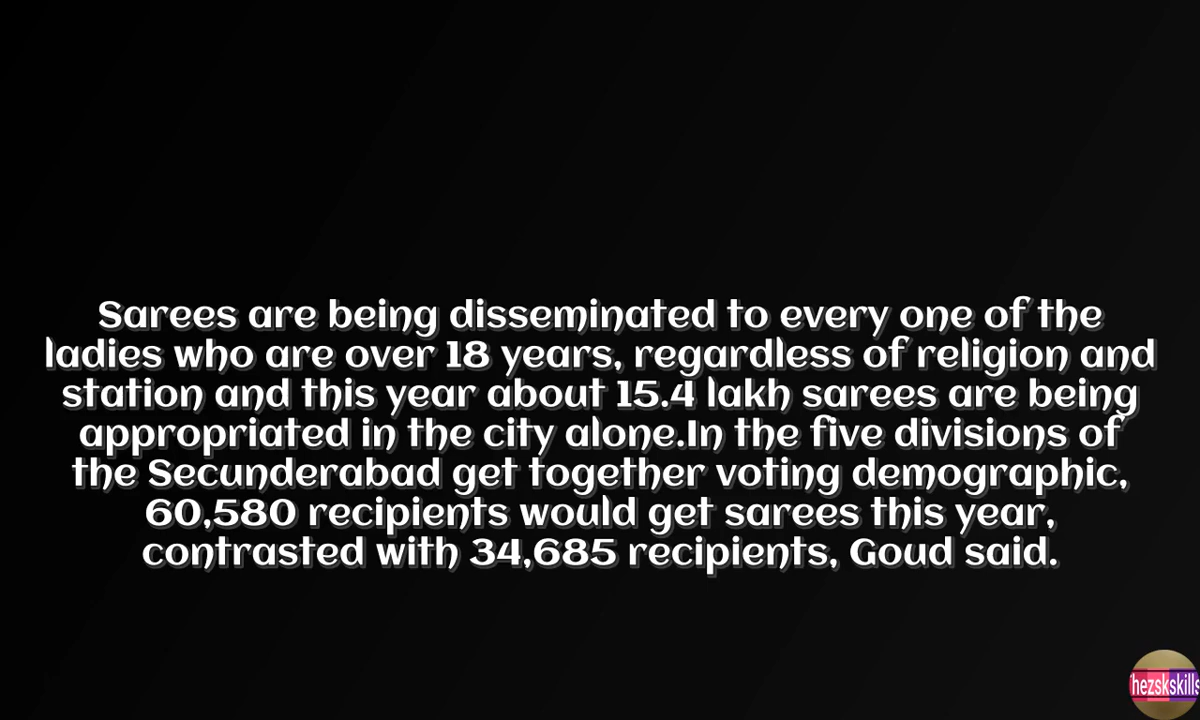 Sarees are being disseminated to every one of the
ladies who are over 18 years, regardless of religion and
station and this year about 15.4 lakh sarees are being
appropriated in the city alone.In the five divisions of
the Secunderabad get together voting demographic,
60,580 recipients would get sarees this year,
contrasted with 34,685 recipients, Goud said.
hezskskills